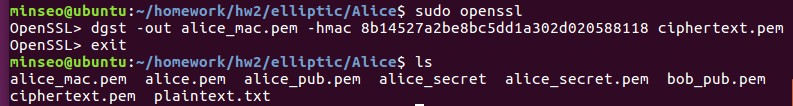 minseo@ubuntu:~/homework/hw2/elliptic/Alice$ sudo openssl
OpenSSL> dgst -out alice_mac.pem -hmac 8b14527a2be8bc5dd1a302d020588118 ciphertext.pem
OpenSSL> exit
minseo@ubuntu:~/homework/hw2/elliptic/Alice$ ls
alice_mac.pem  alice.pem  alice_pub.pem  alice_secret  alice_secret.pem  bob_pub.pem
ciphertext.pem  plaintext.txt